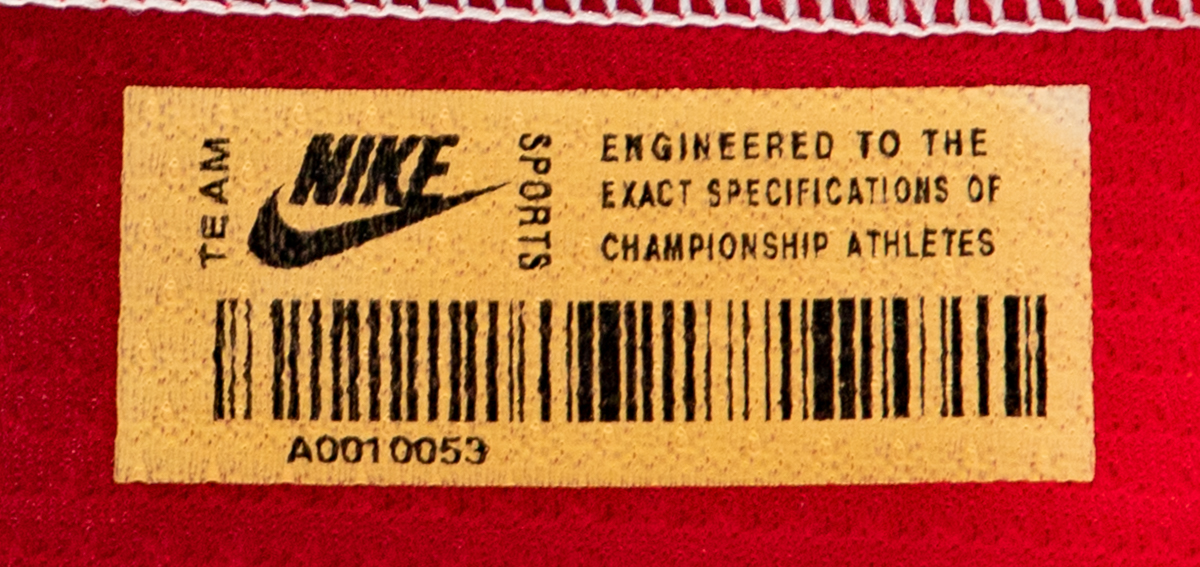 TEAM
NIKE
SPORTS
ENGINEERED TO THE
EXACT SPECIFICATIONS OF
CHAMPIONSHIP ATHLETES
A0010053